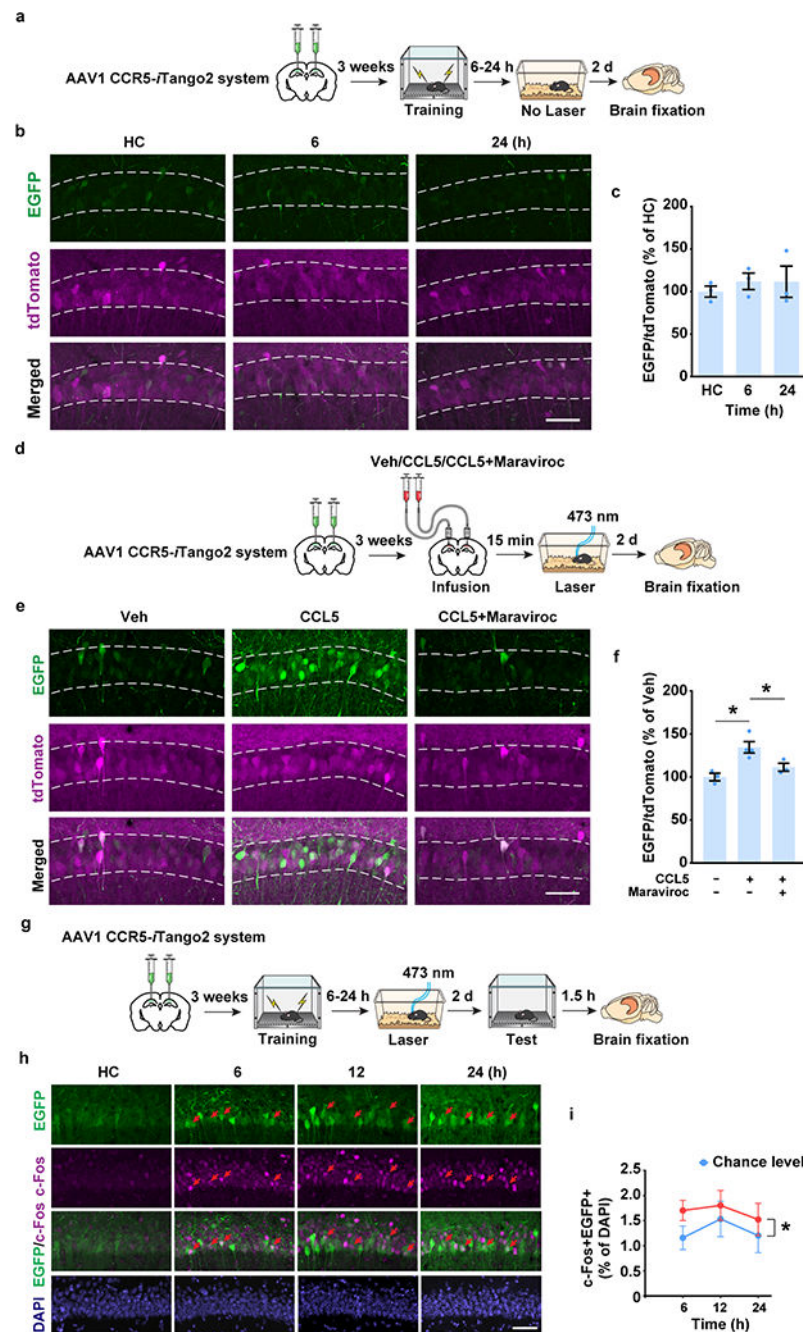 a
AAV1 CCR5-iTango2 system
3 weeks
6-24 h
2 d
Training
No Laser
Brain fixation
b
HC
6
24 (h)
EGFP
tdTomato
Merged
c
EGFP/tdTomato (% of HC)
200
150
100
50
0
HC
6
24
Time (h)
d
Veh/CCL5/CCL5+Maraviroc
AAV1 CCR5-iTango2 system
3 weeks
15 min
473 nm
2 d
Infusion
Laser
Brain fixation
e
Veh
CCL5
CCL5+Maraviroc
EGFP
tdTomato
Merged
f
EGFP/tdTomato (% of Veh)
200
150
100
50
0
*
*
CCL5 - + +
Maraviroc - - +
g
AAV1 CCR5-iTango2 system
3 weeks
6-24 h
473 nm
2 d
1.5 h
Training
Laser
Test
Brain fixation
h
HC
6
12
24 (h)
EGFP
c-Fos
EGFP/c-Fos
DAPI
i
Chance level
c-Fos+EGFP+
(% of DAPI)
2.5
2.0
1.5
1.0
0.5
0
*
6
12
24
Time (h)